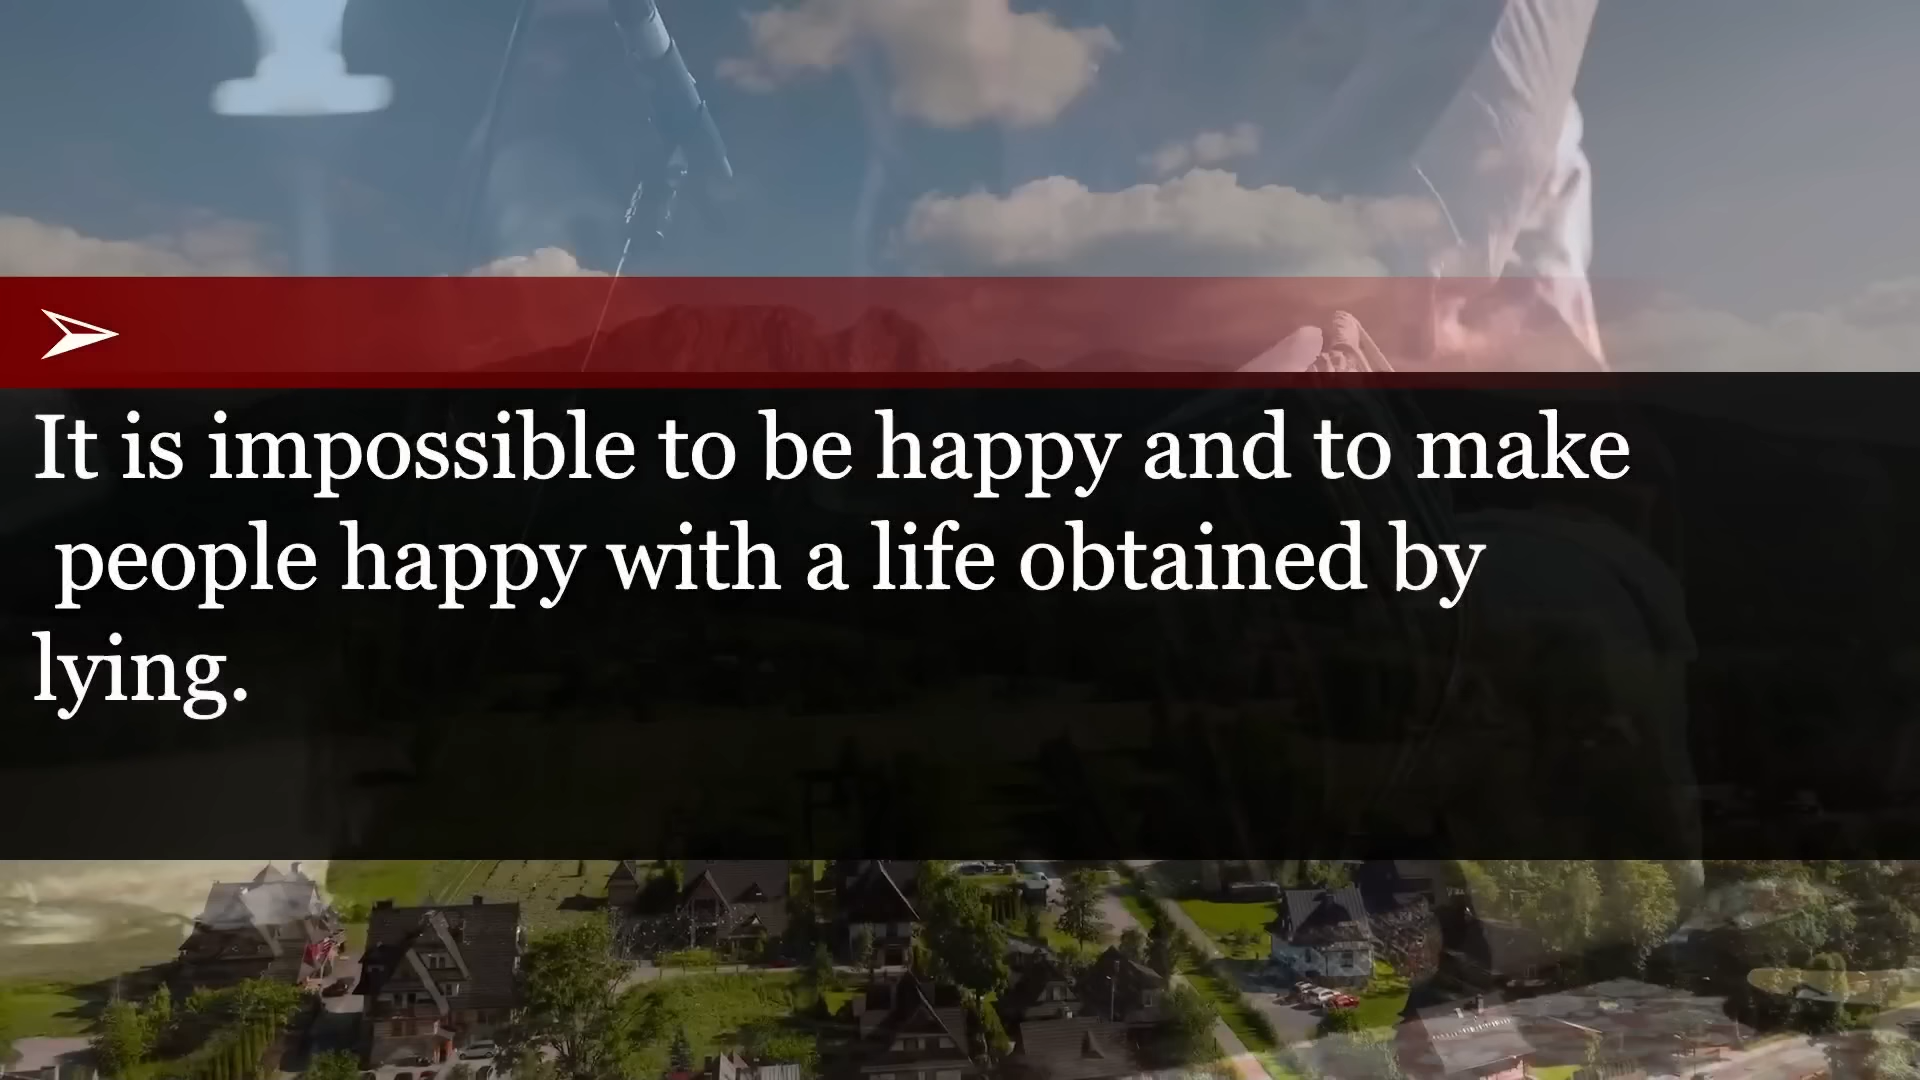 It is impossible to be happy and to make
people happy with a life obtained by
lying.